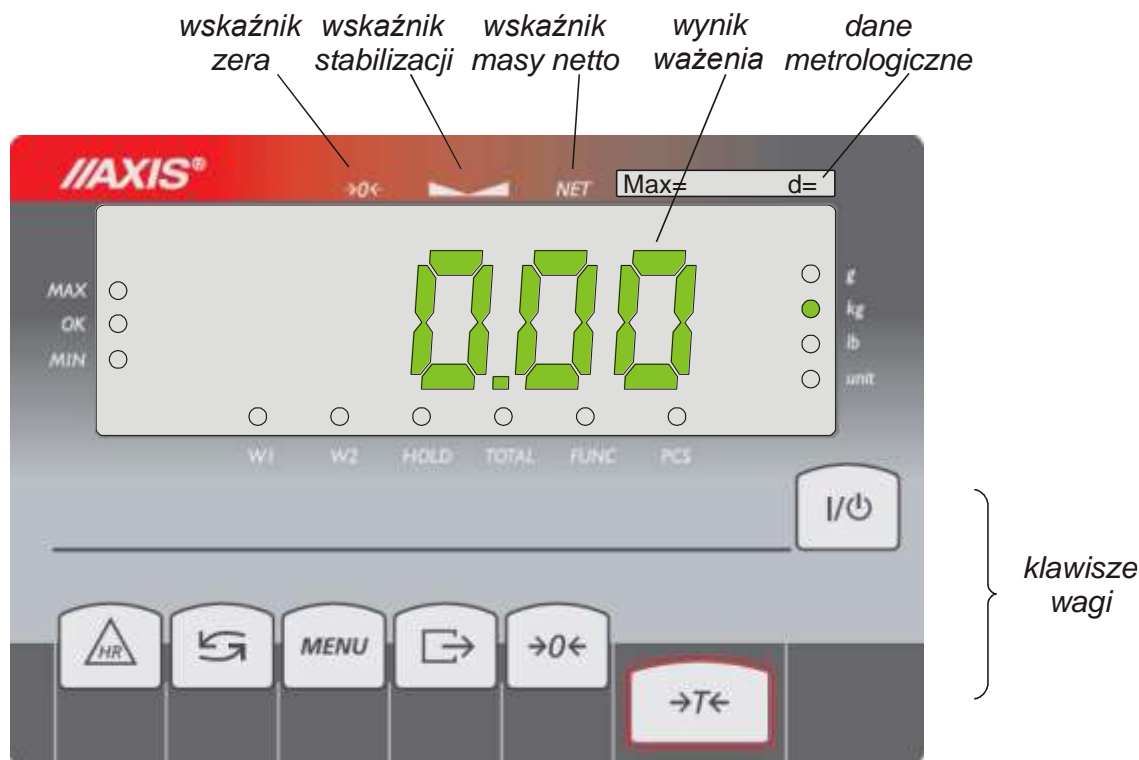 wskaźnik wskaźnik wskaźnik wynik dane
zera stabilizacji masy netto ważenia metrologiczne
//AXIS®
→0← NET Max= d=
0.00
MAX
OK
MIN
g
kg
lb
unit
W1 W2 HOLD TOTAL FUNC PCS
I/⏻
klawisze
wagi
HR MENU →0←
→T←